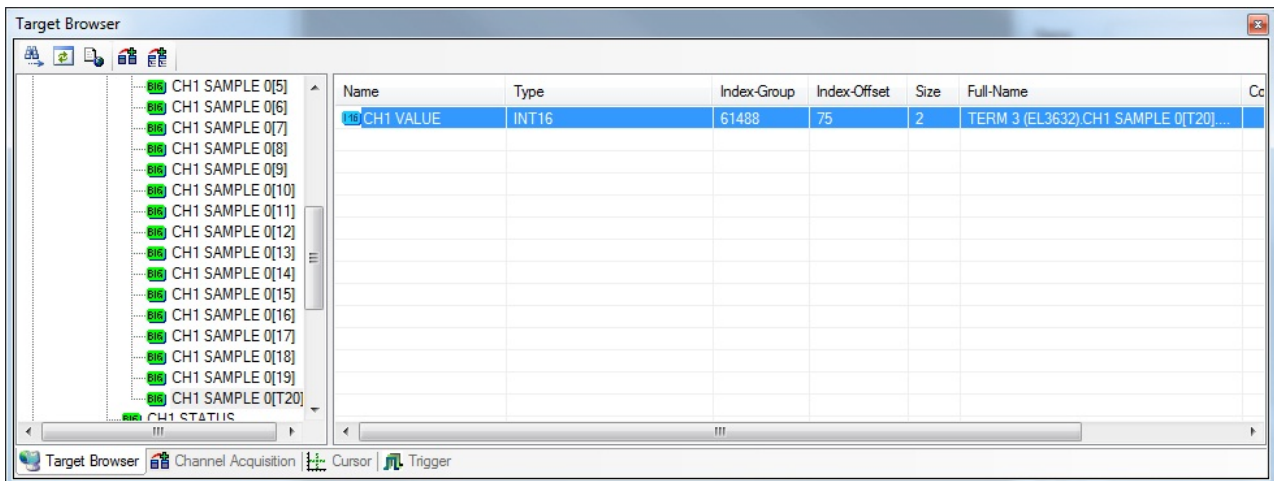 Target Browser
CH1 SAMPLE 0[5]
CH1 SAMPLE 0[6]
CH1 SAMPLE 0[7]
CH1 SAMPLE 0[8]
CH1 SAMPLE 0[9]
CH1 SAMPLE 0[10]
CH1 SAMPLE 0[11]
CH1 SAMPLE 0[12]
CH1 SAMPLE 0[13]
CH1 SAMPLE 0[14]
CH1 SAMPLE 0[15]
CH1 SAMPLE 0[16]
CH1 SAMPLE 0[17]
CH1 SAMPLE 0[18]
CH1 SAMPLE 0[19]
CH1 SAMPLE 0[T20]
CH1 STATUS
Name Type Index-Group Index-Offset Size Full-Name Co
CH1 VALUE INT16 61488 75 2 TERM 3 (EL3632).CH1 SAMPLE 0[T20]....
Target Browser Channel Acquisition Cursor Trigger